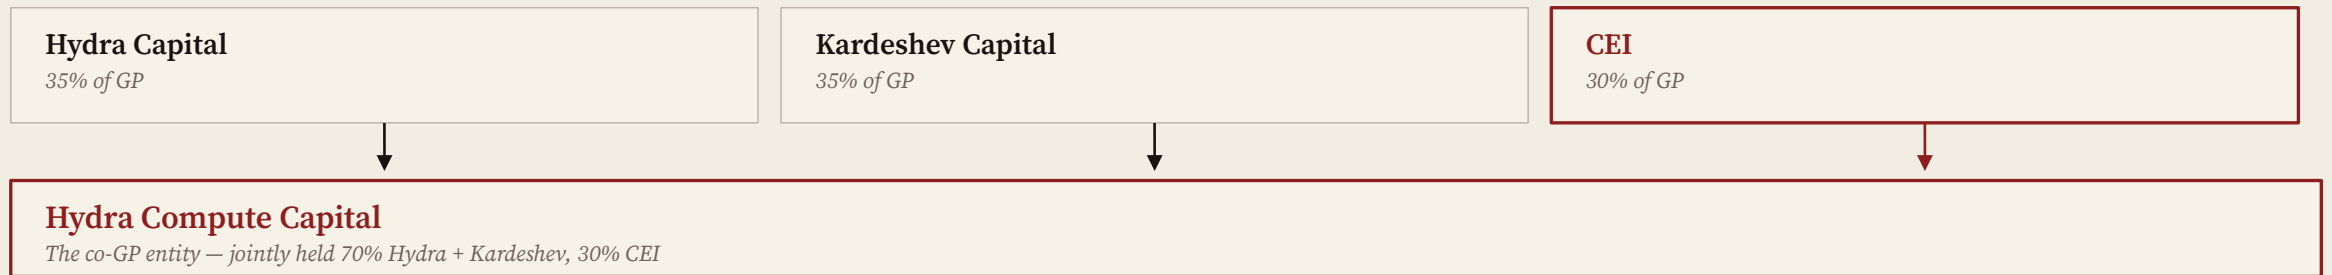 Hydra Capital
35% of GP
Kardeshev Capital
35% of GP
CEI
30% of GP
Hydra Compute Capital
The co-GP entity — jointly held 70% Hydra + Kardeshev, 30% CEI